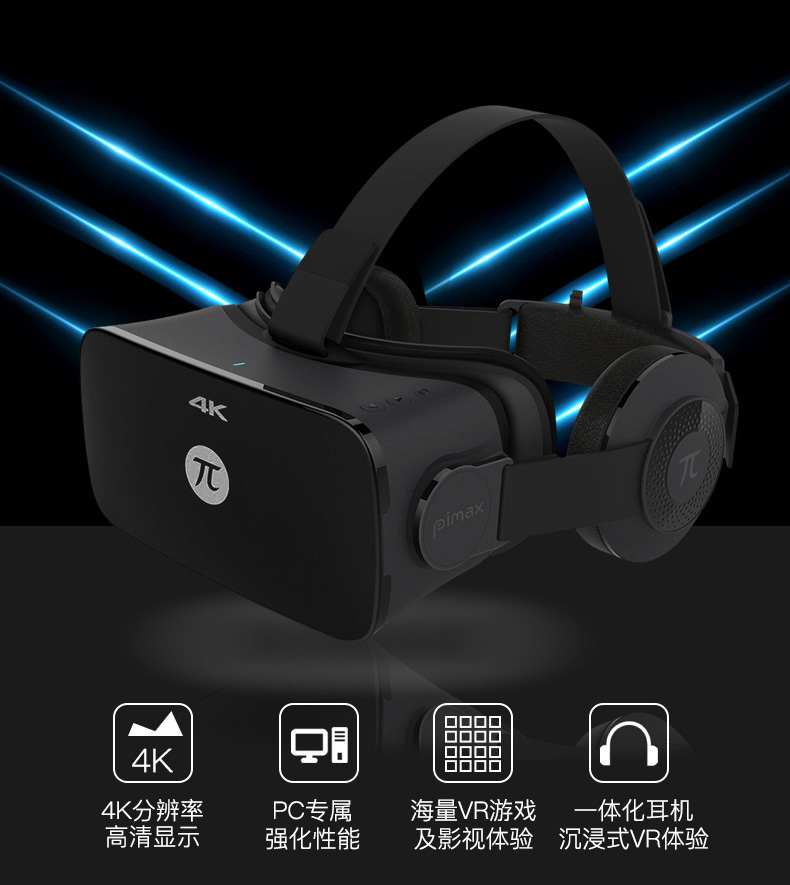 4K
π
pimax
π
4K
4K分辨率
高清显示
PC专属
强化性能
海量VR游戏
及影视体验
一体化耳机
沉浸式VR体验